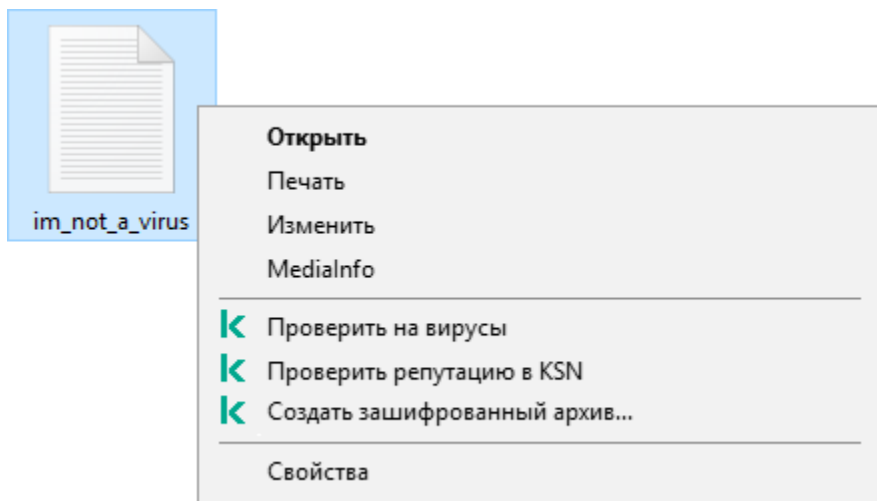 im_not_a_virus
Открыть
Печать
Изменить
MediaInfo
Проверить на вирусы
Проверить репутацию в KSN
Создать зашифрованный архив...
Свойства